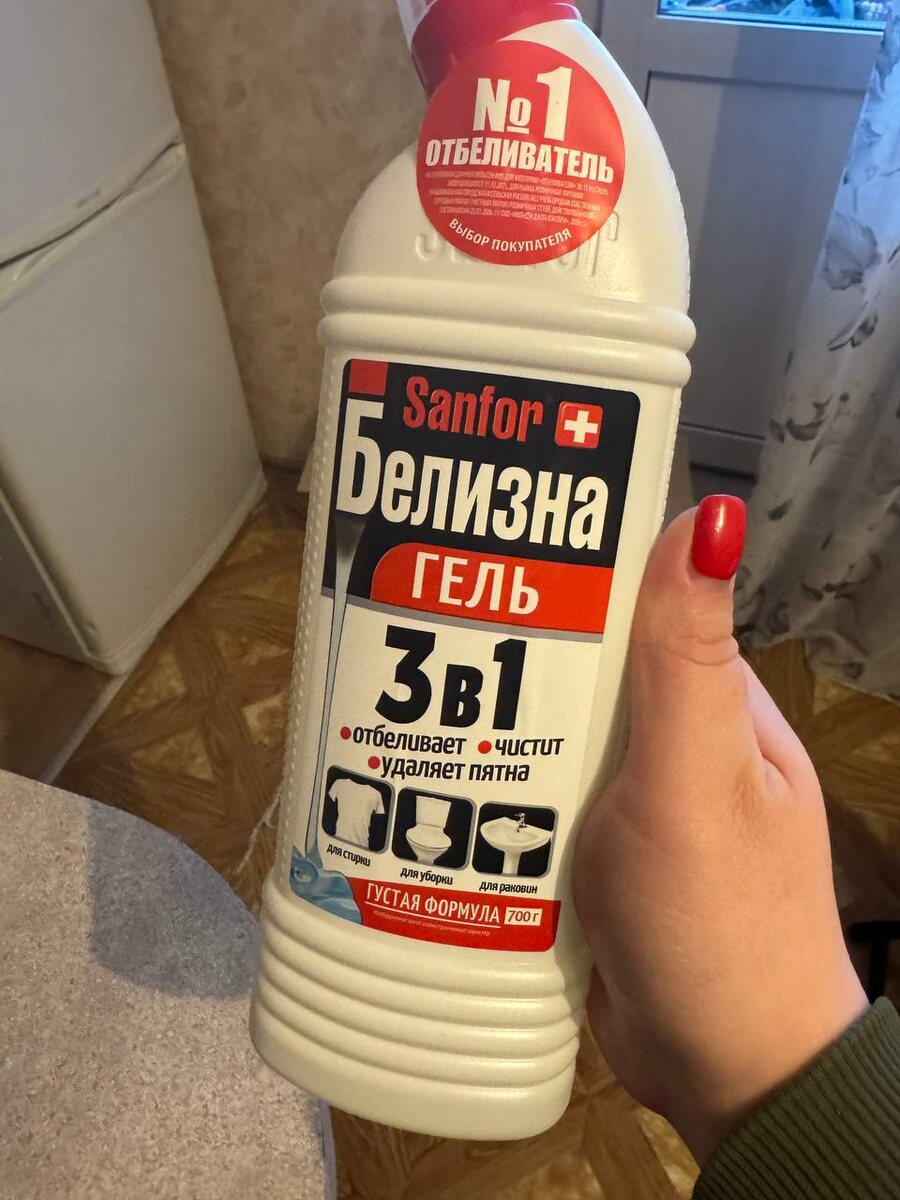 №1
ОТБЕЛИВАТЕЛЬ
ВЫБОР ПОКУПАТЕЛЯ
Sanfor
Белизна
ГЕЛЬ
3в1
•отбеливает •чистит
•удаляет пятна
для стирки
для уборки
для раковин
ГУСТАЯ ФОРМУЛА 700 г